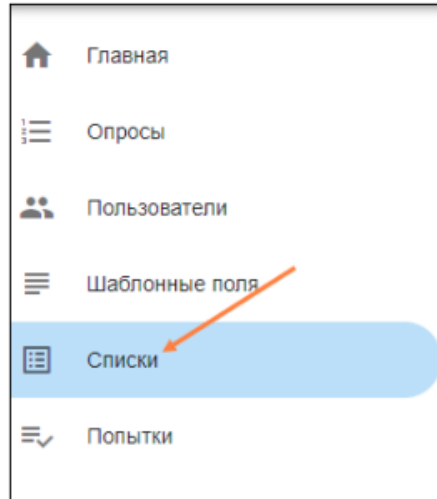 Главная
Опросы
Пользователи
Шаблонные поля
Списки
Попытки